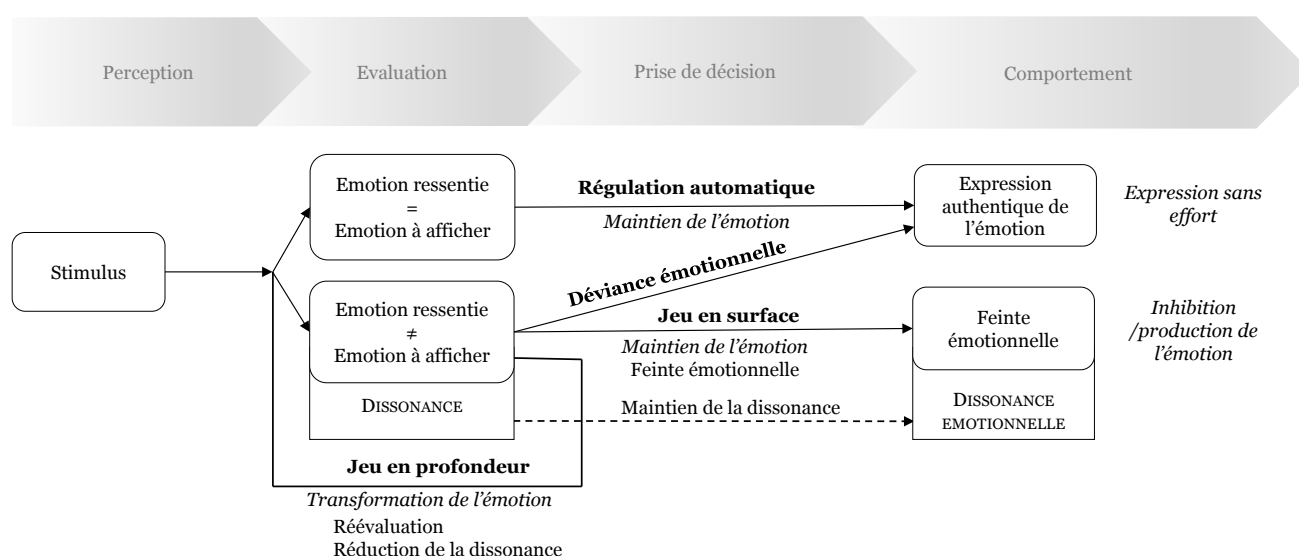 Perception
Evaluation
Prise de décision
Comportement
Stimulus
Emotion ressentie
=
Emotion à afficher
Régulation automatique
Maintien de l'émotion
Expression
authentique de
l'émotion
Expression sans
effort
Déviance émotionnelle
Emotion ressentie
≠
Emotion à afficher
DISSONANCE
Jeu en surface
Maintien de l'émotion
Feinte émotionnelle
Maintien de la dissonance
Feinte
émotionnelle
DISSONANCE
EMOTIONNELLE
Inhibition
/production de
l'émotion
Jeu en profondeur
Transformation de l'émotion
Réévaluation
Réduction de la dissonance